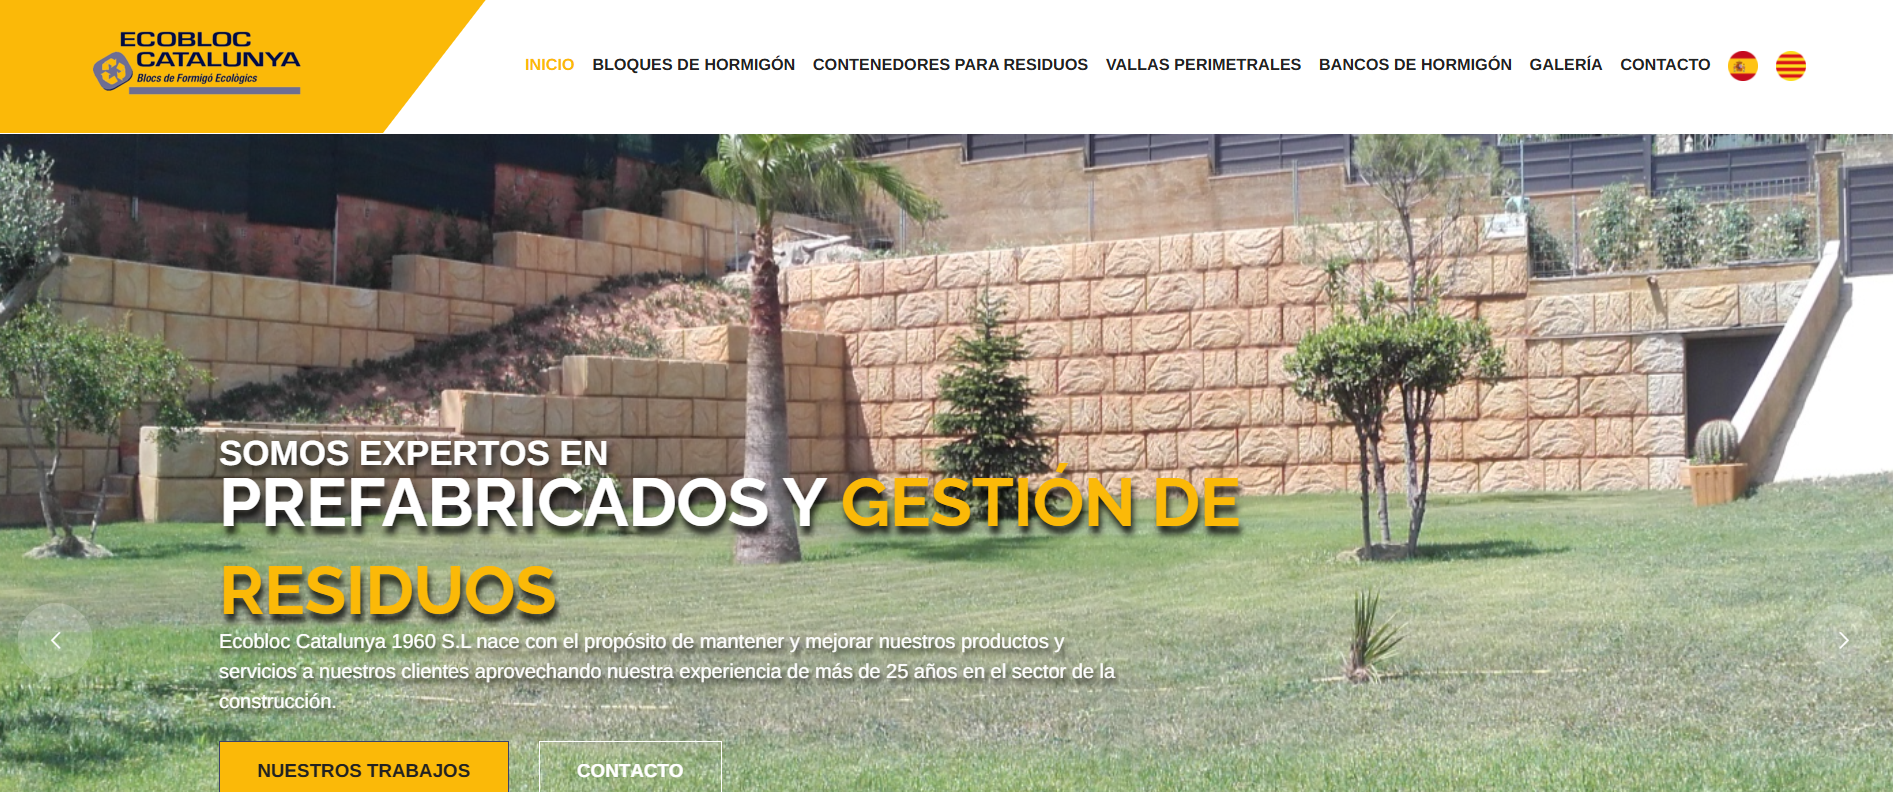 ECOBLOC
CATALUNYA
Blocs de Formigó Ecològics
INICIO BLOQUES DE HORMIGÓN CONTENEDORES PARA RESIDUOS VALLAS PERIMETRALES BANCOS DE HORMIGÓN GALERÍA CONTACTO
SOMOS EXPERTOS EN
PREFABRICADOS Y GESTIÓN DE
RESIDUOS
Ecobloc Catalunya 1960 S.L nace con el propósito de mantener y mejorar nuestros productos y
servicios a nuestros clientes aprovechando nuestra experiencia de más de 25 años en el sector de la
construcción.
NUESTROS TRABAJOS CONTACTO